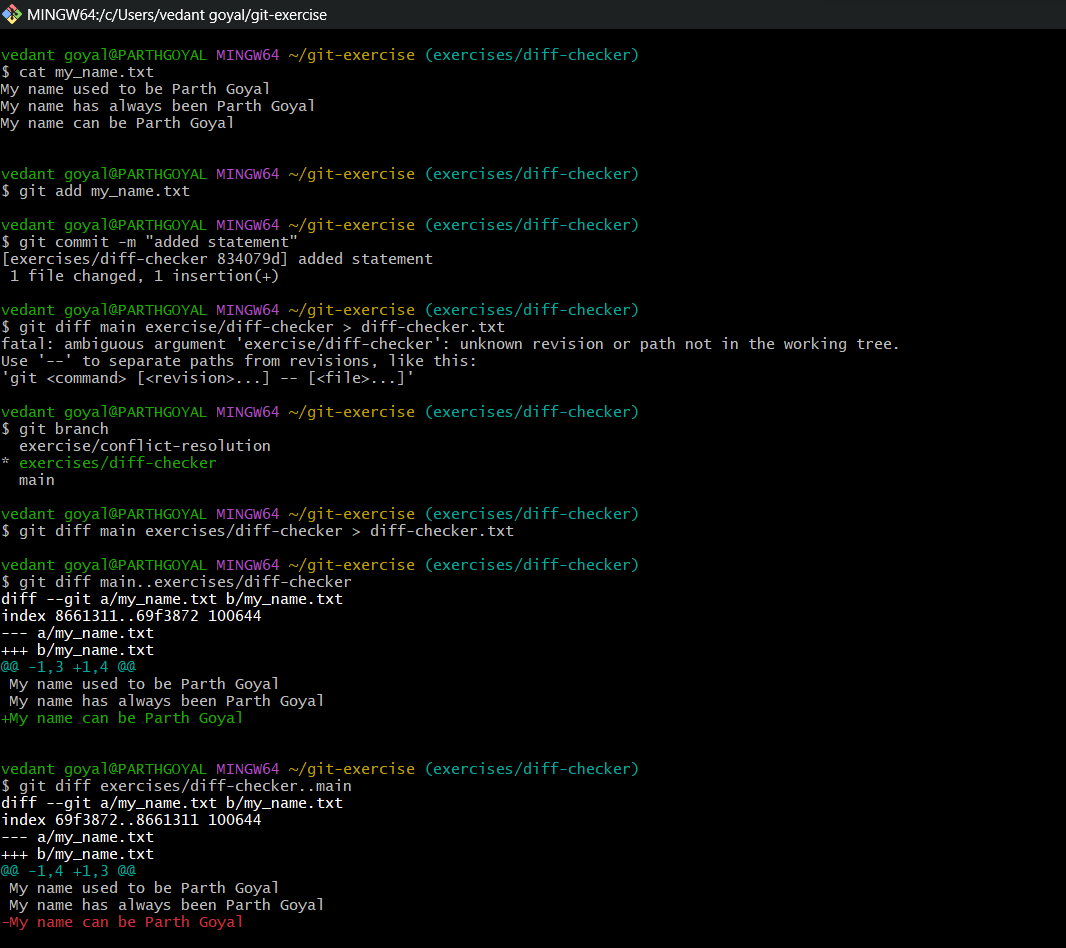 MINGW64:/c/Users/vedant goyal/git-exercise
vedant goyal@PARTHGOYAL MINGW64 ~/git-exercise (exercises/diff-checker)
$ cat my_name.txt
My name used to be Parth Goyal
My name has always been Parth Goyal
My name can be Parth Goyal
vedant goyal@PARTHGOYAL MINGW64 ~/git-exercise (exercises/diff-checker)
$ git add my_name.txt
vedant goyal@PARTHGOYAL MINGW64 ~/git-exercise (exercises/diff-checker)
$ git commit -m "added statement"
[exercises/diff-checker 834079d] added statement
 1 file changed, 1 insertion(+)
vedant goyal@PARTHGOYAL MINGW64 ~/git-exercise (exercises/diff-checker)
$ git diff main exercise/diff-checker > diff-checker.txt
fatal: ambiguous argument 'exercise/diff-checker': unknown revision or path not in the working tree.
Use '--' to separate paths from revisions, like this:
'git <command> [<revision>...] -- [<file>...]'
vedant goyal@PARTHGOYAL MINGW64 ~/git-exercise (exercises/diff-checker)
$ git branch
  exercise/conflict-resolution
* exercises/diff-checker
  main
vedant goyal@PARTHGOYAL MINGW64 ~/git-exercise (exercises/diff-checker)
$ git diff main exercises/diff-checker > diff-checker.txt
vedant goyal@PARTHGOYAL MINGW64 ~/git-exercise (exercises/diff-checker)
$ git diff main..exercises/diff-checker
diff --git a/my_name.txt b/my_name.txt
index 8661311..69f3872 100644
--- a/my_name.txt
+++ b/my_name.txt
@@ -1,3 +1,4 @@
 My name used to be Parth Goyal
 My name has always been Parth Goyal
+My name can be Parth Goyal
vedant goyal@PARTHGOYAL MINGW64 ~/git-exercise (exercises/diff-checker)
$ git diff exercises/diff-checker..main
diff --git a/my_name.txt b/my_name.txt
index 69f3872..8661311 100644
--- a/my_name.txt
+++ b/my_name.txt
@@ -1,4 +1,3 @@
 My name used to be Parth Goyal
 My name has always been Parth Goyal
-My name can be Parth Goyal